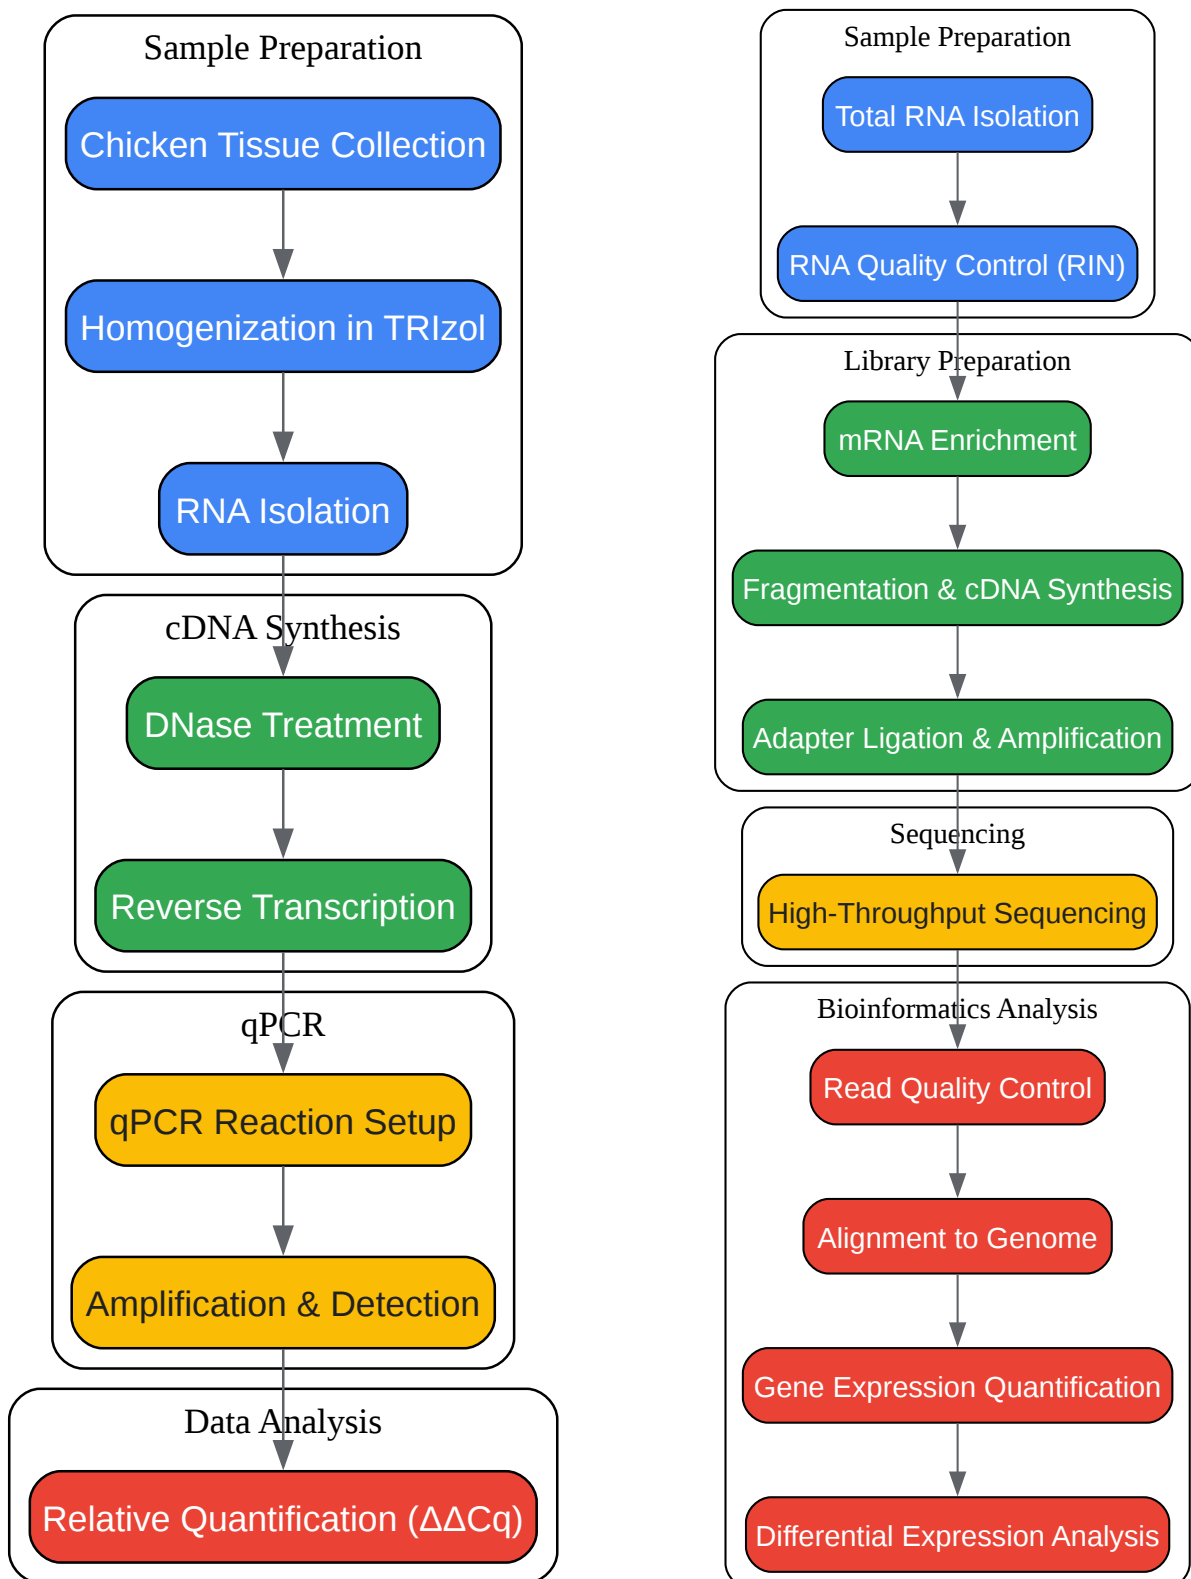 Sample Preparation
Chicken Tissue Collection
Homogenization in TRIzol
RNA Isolation
cDNA Synthesis
DNase Treatment
Reverse Transcription
qPCR
qPCR Reaction Setup
Amplification & Detection
Data Analysis
Relative Quantification (ΔΔCq)
Sample Preparation
Total RNA Isolation
RNA Quality Control (RIN)
Library Preparation
mRNA Enrichment
Fragmentation & cDNA Synthesis
Adapter Ligation & Amplification
Sequencing
High-Throughput Sequencing
Bioinformatics Analysis
Read Quality Control
Alignment to Genome
Gene Expression Quantification
Differential Expression Analysis